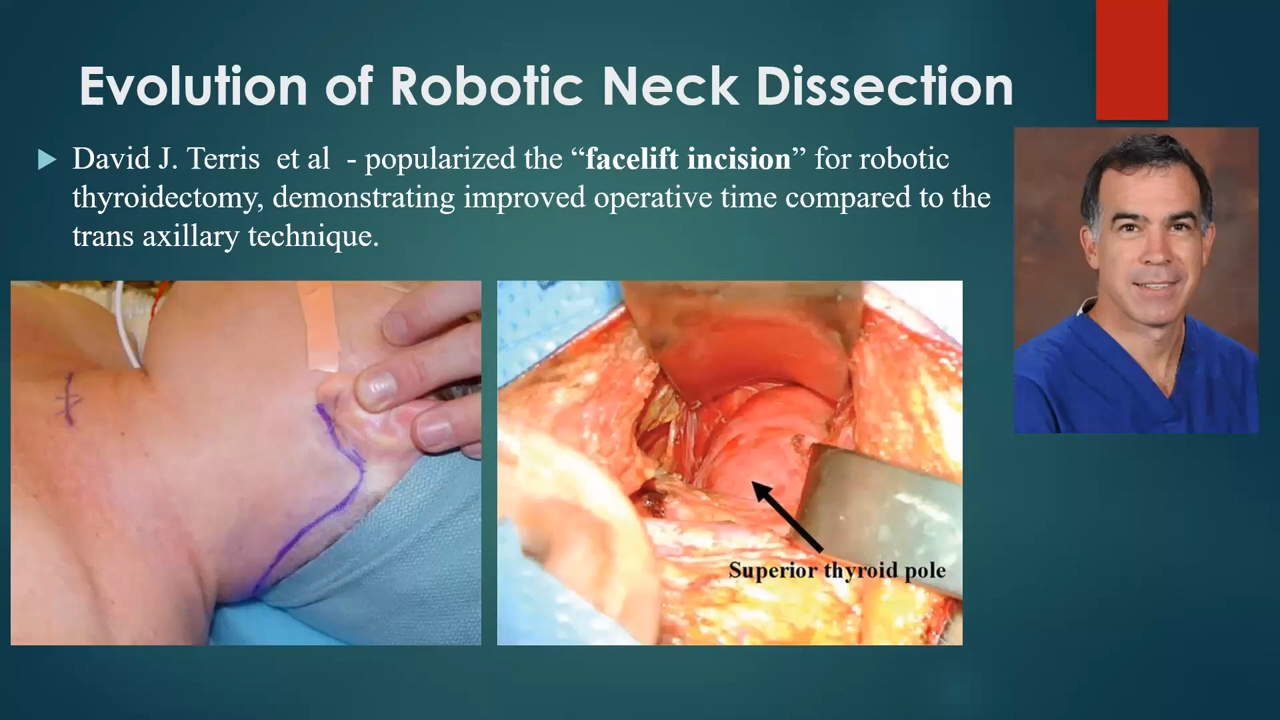 Evolution of Robotic Neck Dissection
David J. Terris et al - popularized the “facelift incision” for robotic
thyroidectomy, demonstrating improved operative time compared to the
trans axillary technique.
Superior thyroid pole